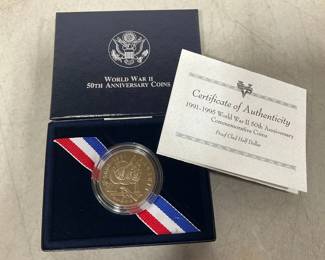 WORLD WAR II
50TH ANNIVERSARY COINS
Certificate of Authenticity
1991-1995 World War II 50th Anniversary
Commemorative Coins
Proof Clad Half Dollar